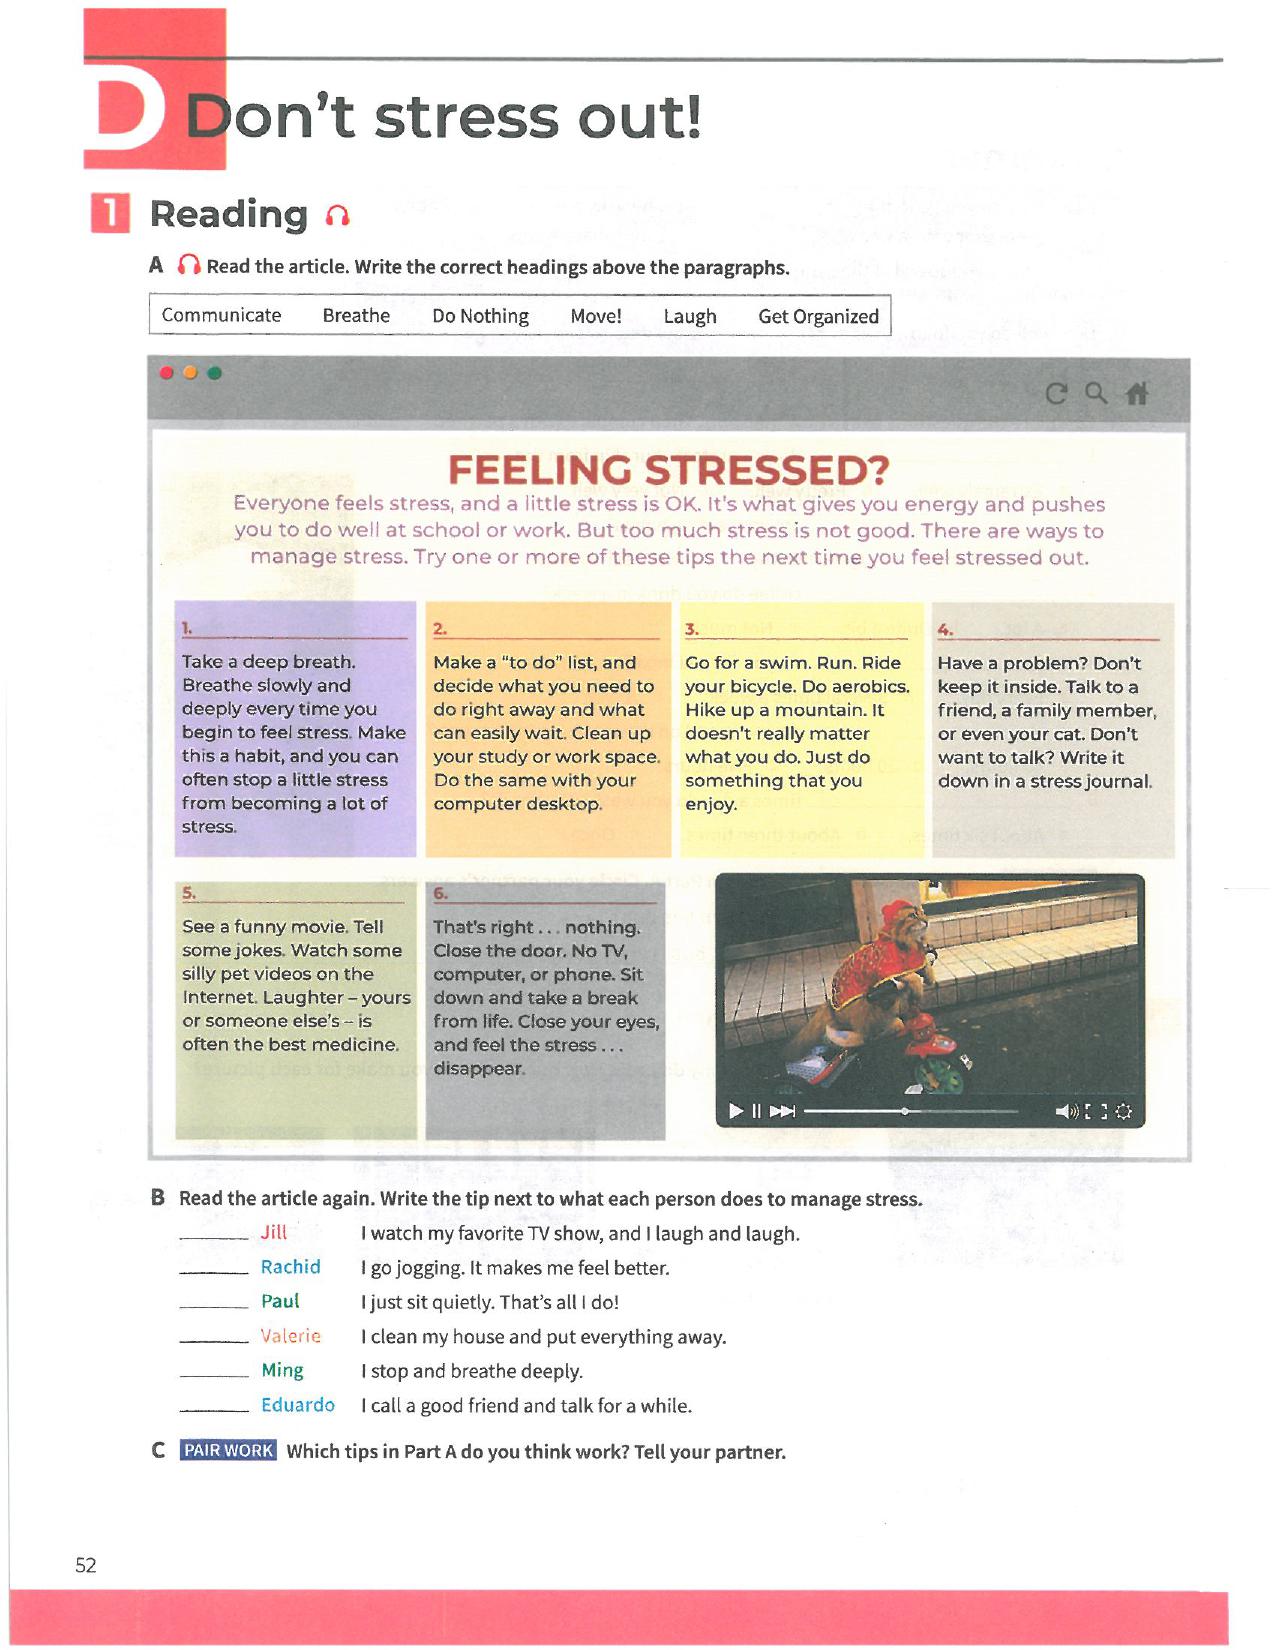 D Don't stress out!
1 Reading
A Read the article. Write the correct headings above the paragraphs.
Communicate Breathe Do Nothing Move! Laugh Get Organized
FEELING STRESSED?
Everyone feels stress, and a little stress is OK. It's what gives you energy and pushes
you to do well at school or work. But too much stress is not good. There are ways to
manage stress. Try one or more of these tips the next time you feel stressed out.
1.
Take a deep breath.
Breathe slowly and
deeply every time you
begin to feel stress. Make
this a habit, and you can
often stop a little stress
from becoming a lot of
stress.
2.
Make a "to do" list, and
decide what you need to
do right away and what
can easily wait. Clean up
your study or work space.
Do the same with your
computer desktop.
3.
Go for a swim. Run. Ride
your bicycle. Do aerobics.
Hike up a mountain. It
doesn't really matter
what you do. Just do
something that you
enjoy.
4.
Have a problem? Don't
keep it inside. Talk to a
friend, a family member,
or even your cat. Don't
want to talk? Write it
down in a stress journal.
5.
See a funny movie. Tell
some jokes. Watch some
silly pet videos on the
Internet. Laughter – yours
or someone else's – is
often the best medicine.
6.
That's right . . . nothing.
Close the door. No TV,
computer, or phone. Sit
down and take a break
from life. Close your eyes,
and feel the stress . . .
disappear.
B Read the article again. Write the tip next to what each person does to manage stress.
______ Jill I watch my favorite TV show, and I laugh and laugh.
______ Rachid I go jogging. It makes me feel better.
______ Paul I just sit quietly. That's all I do!
______ Valerie I clean my house and put everything away.
______ Ming I stop and breathe deeply.
______ Eduardo I call a good friend and talk for a while.
C PAIR WORK Which tips in Part A do you think work? Tell your partner.
52